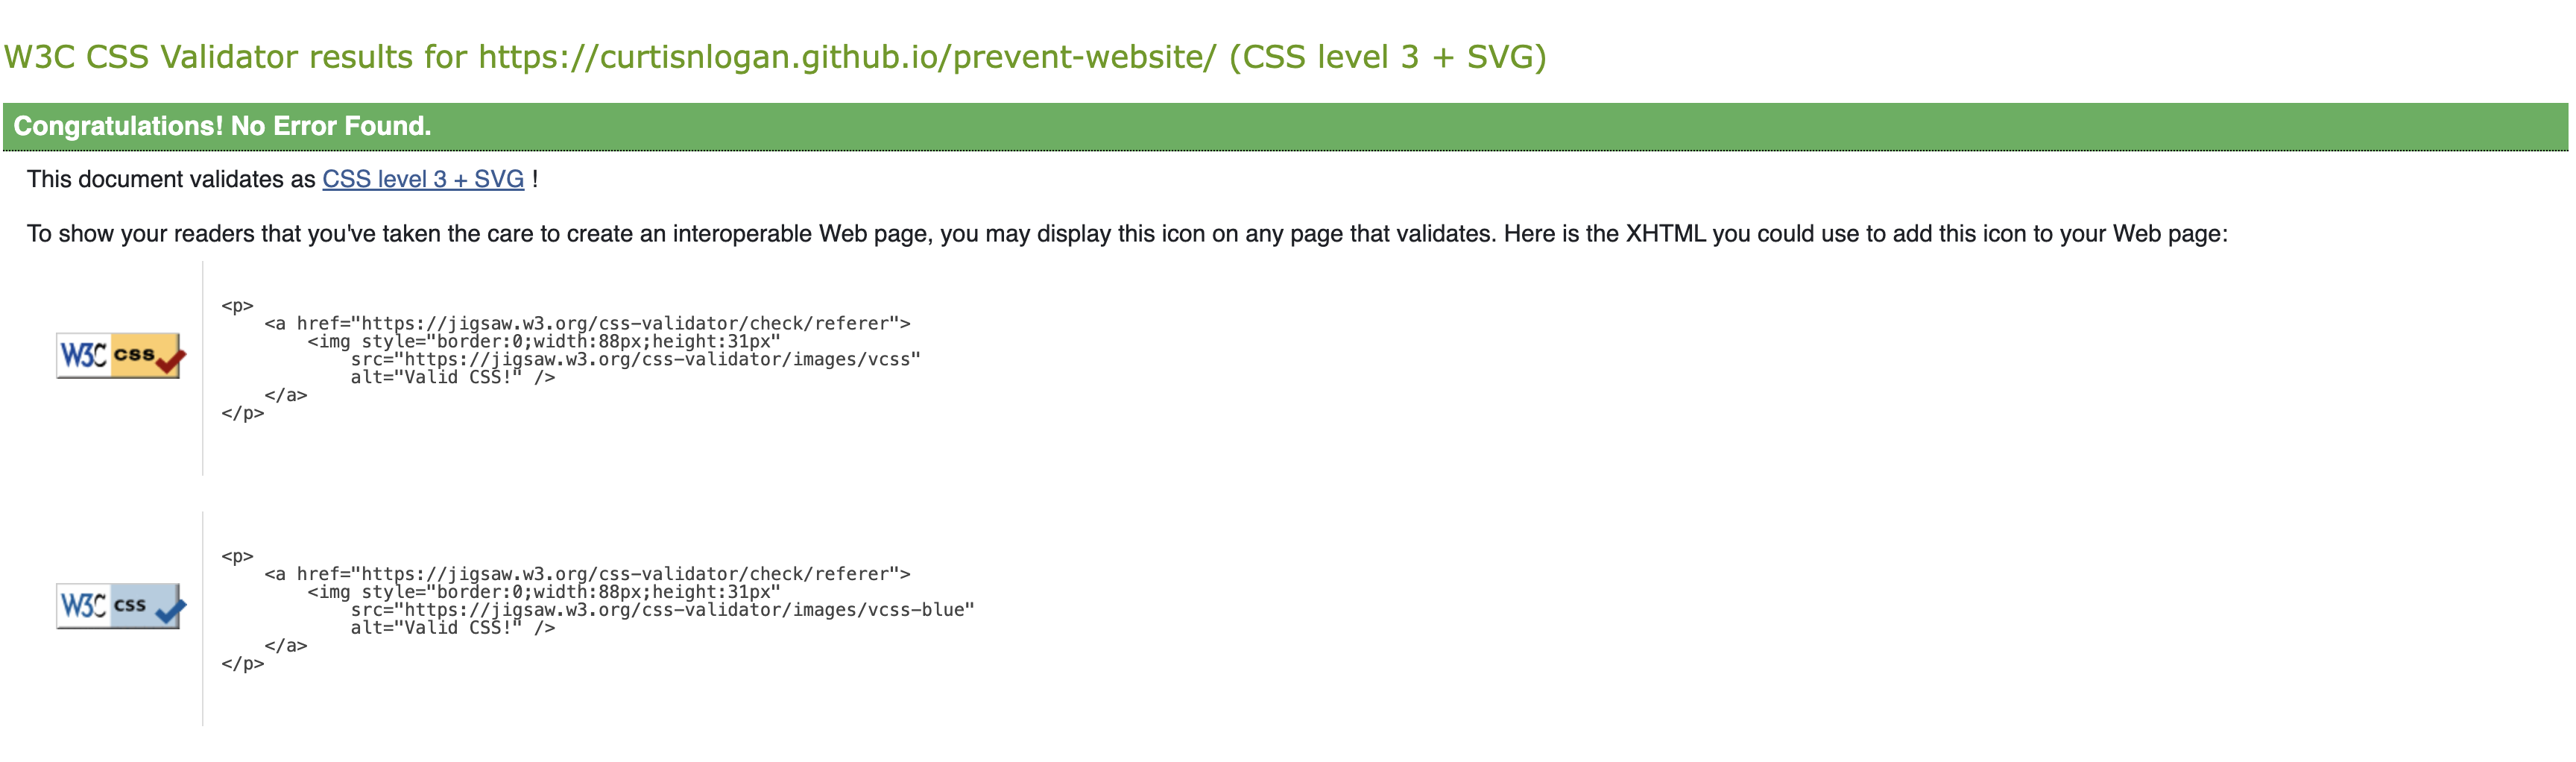 W3C CSS Validator results for https://curtisnlogan.github.io/prevent-website/ (CSS level 3 + SVG)
Congratulations! No Error Found.
This document validates as CSS level 3 + SVG !
To show your readers that you've taken the care to create an interoperable Web page, you may display this icon on any page that validates. Here is the XHTML you could use to add this icon to your Web page:
W3C css
<p>
    <a href="https://jigsaw.w3.org/css-validator/check/referer">
        <img style="border:0;width:88px;height:31px"
            src="https://jigsaw.w3.org/css-validator/images/vcss"
            alt="Valid CSS!" />
    </a>
</p>
W3C css
<p>
    <a href="https://jigsaw.w3.org/css-validator/check/referer">
        <img style="border:0;width:88px;height:31px"
            src="https://jigsaw.w3.org/css-validator/images/vcss-blue"
            alt="Valid CSS!" />
    </a>
</p>